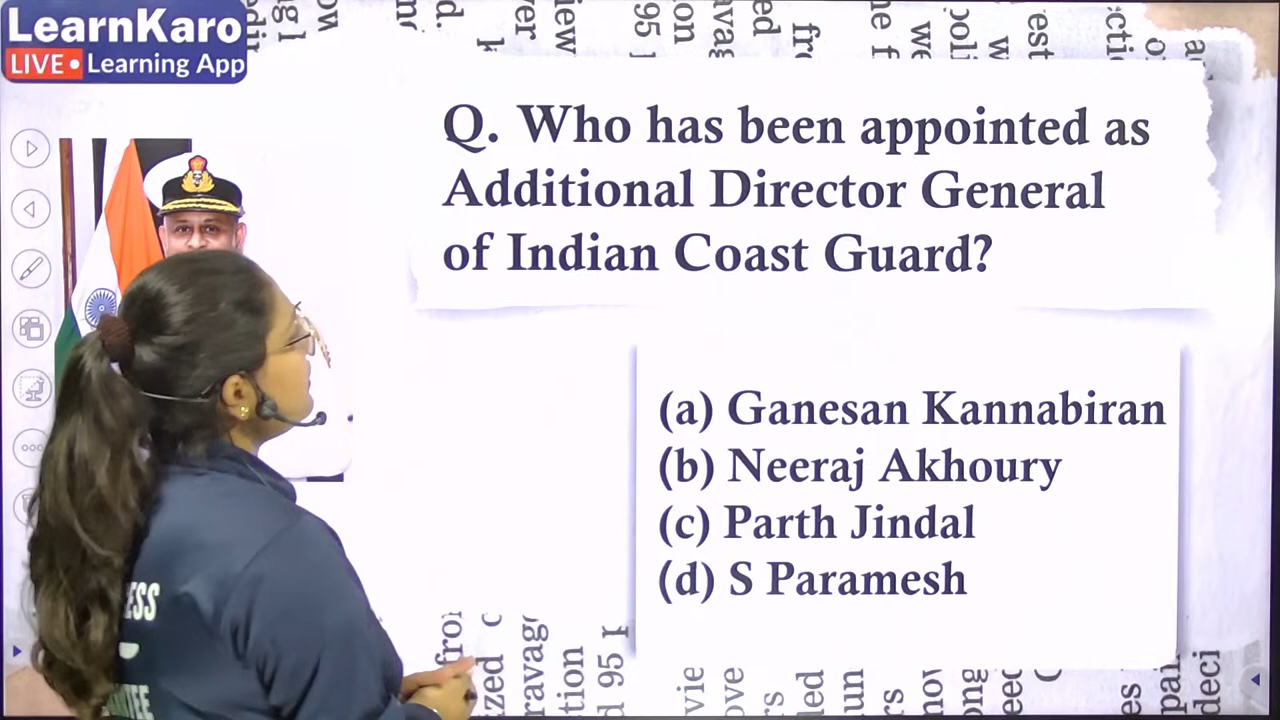 LearnKaro
LIVE • Learning App
Q. Who has been appointed as
Additional Director General
of Indian Coast Guard?
(a) Ganesan Kannabiran
(b) Neeraj Akhoury
(c) Parth Jindal
(d) S Paramesh